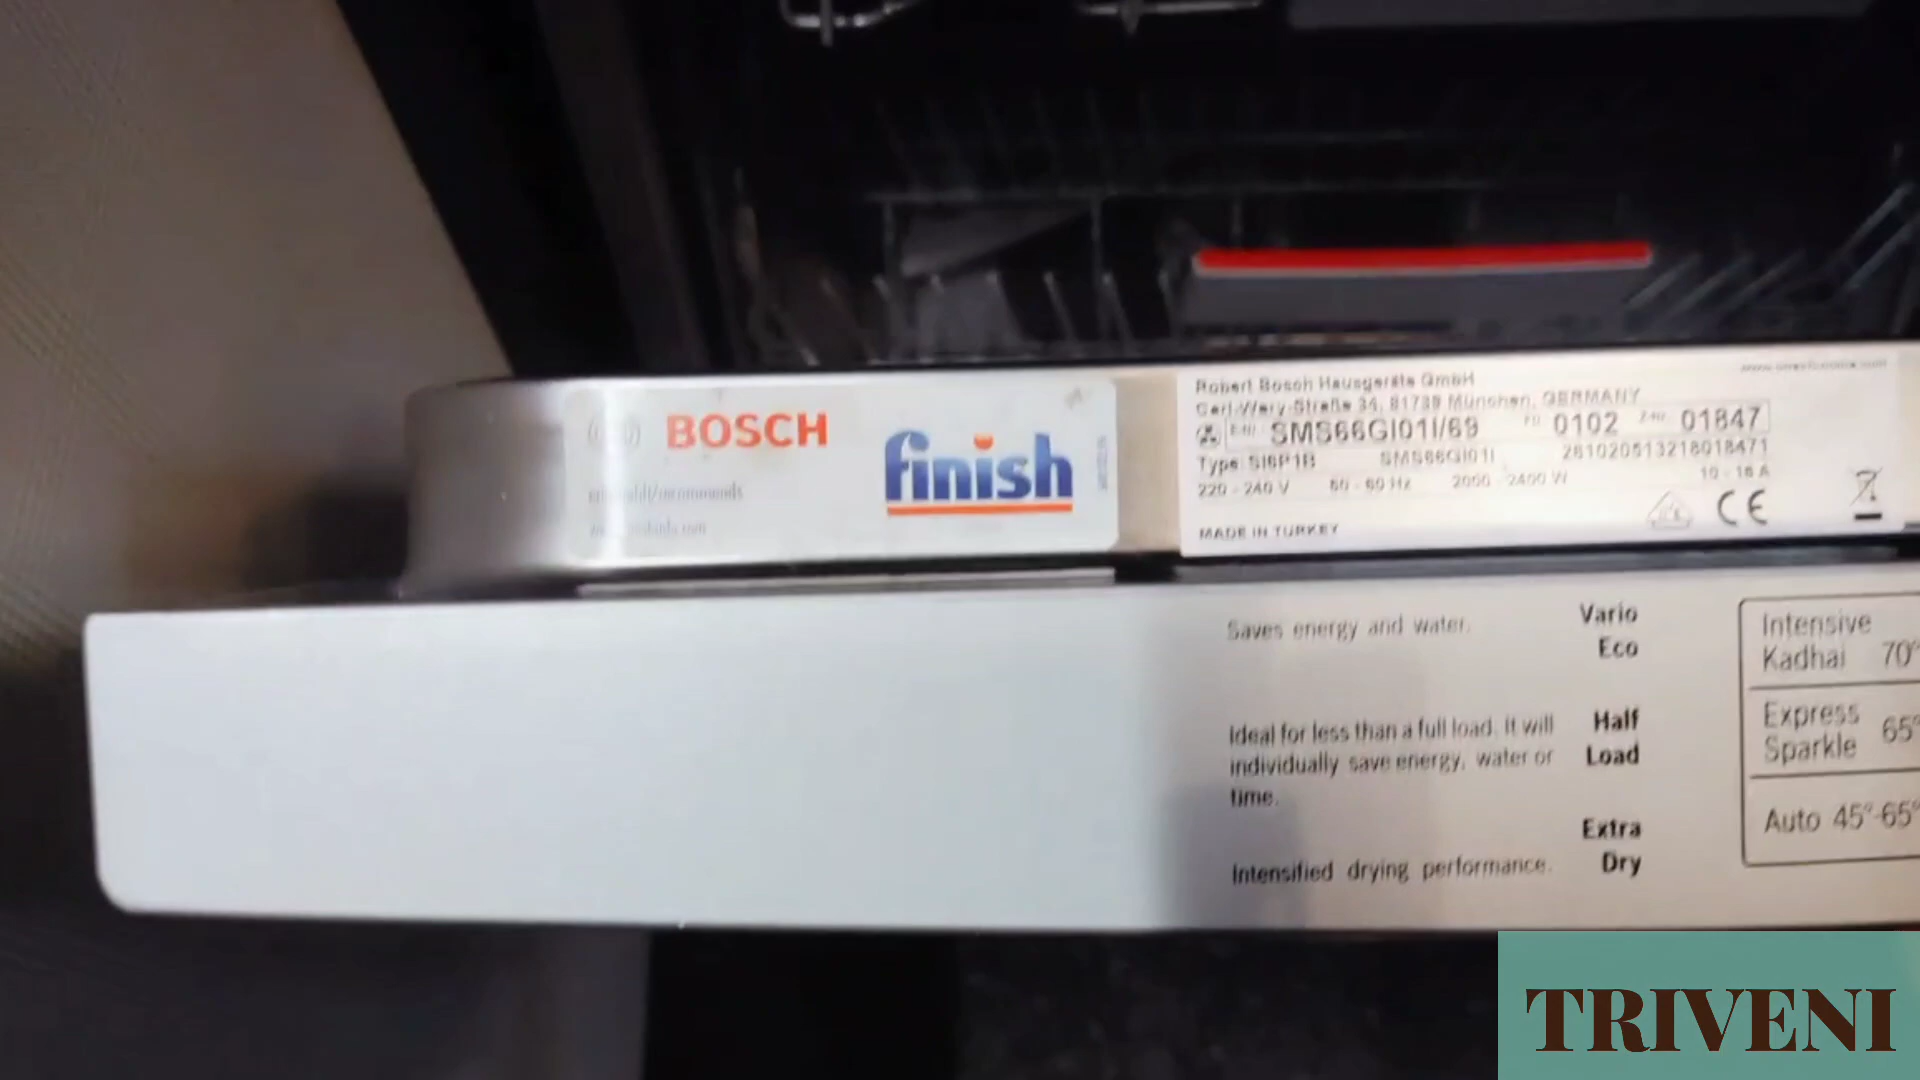 BOSCH
finish
Robert Bosch Hausgeräte GmbH
Carl-Wery-Straße 34, 81739 München, GERMANY
E-Nr SMS66GI01I/69 FD 0102 Z-Nr 01847
Type SI6P1B SMS66GI01I 261020513218018471
220 - 240 V 50 - 60 Hz 2000 - 2400 W 10 - 16 A
CE
MADE IN TURKEY
Saves energy and water.
Vario
Eco
Ideal for less than a full load. It will
individually save energy, water or
time.
Half
Load
Intensified drying performance.
Extra
Dry
Intensive
Kadhai 70°
Express
Sparkle 65°
Auto 45°-65°
TRIVENI